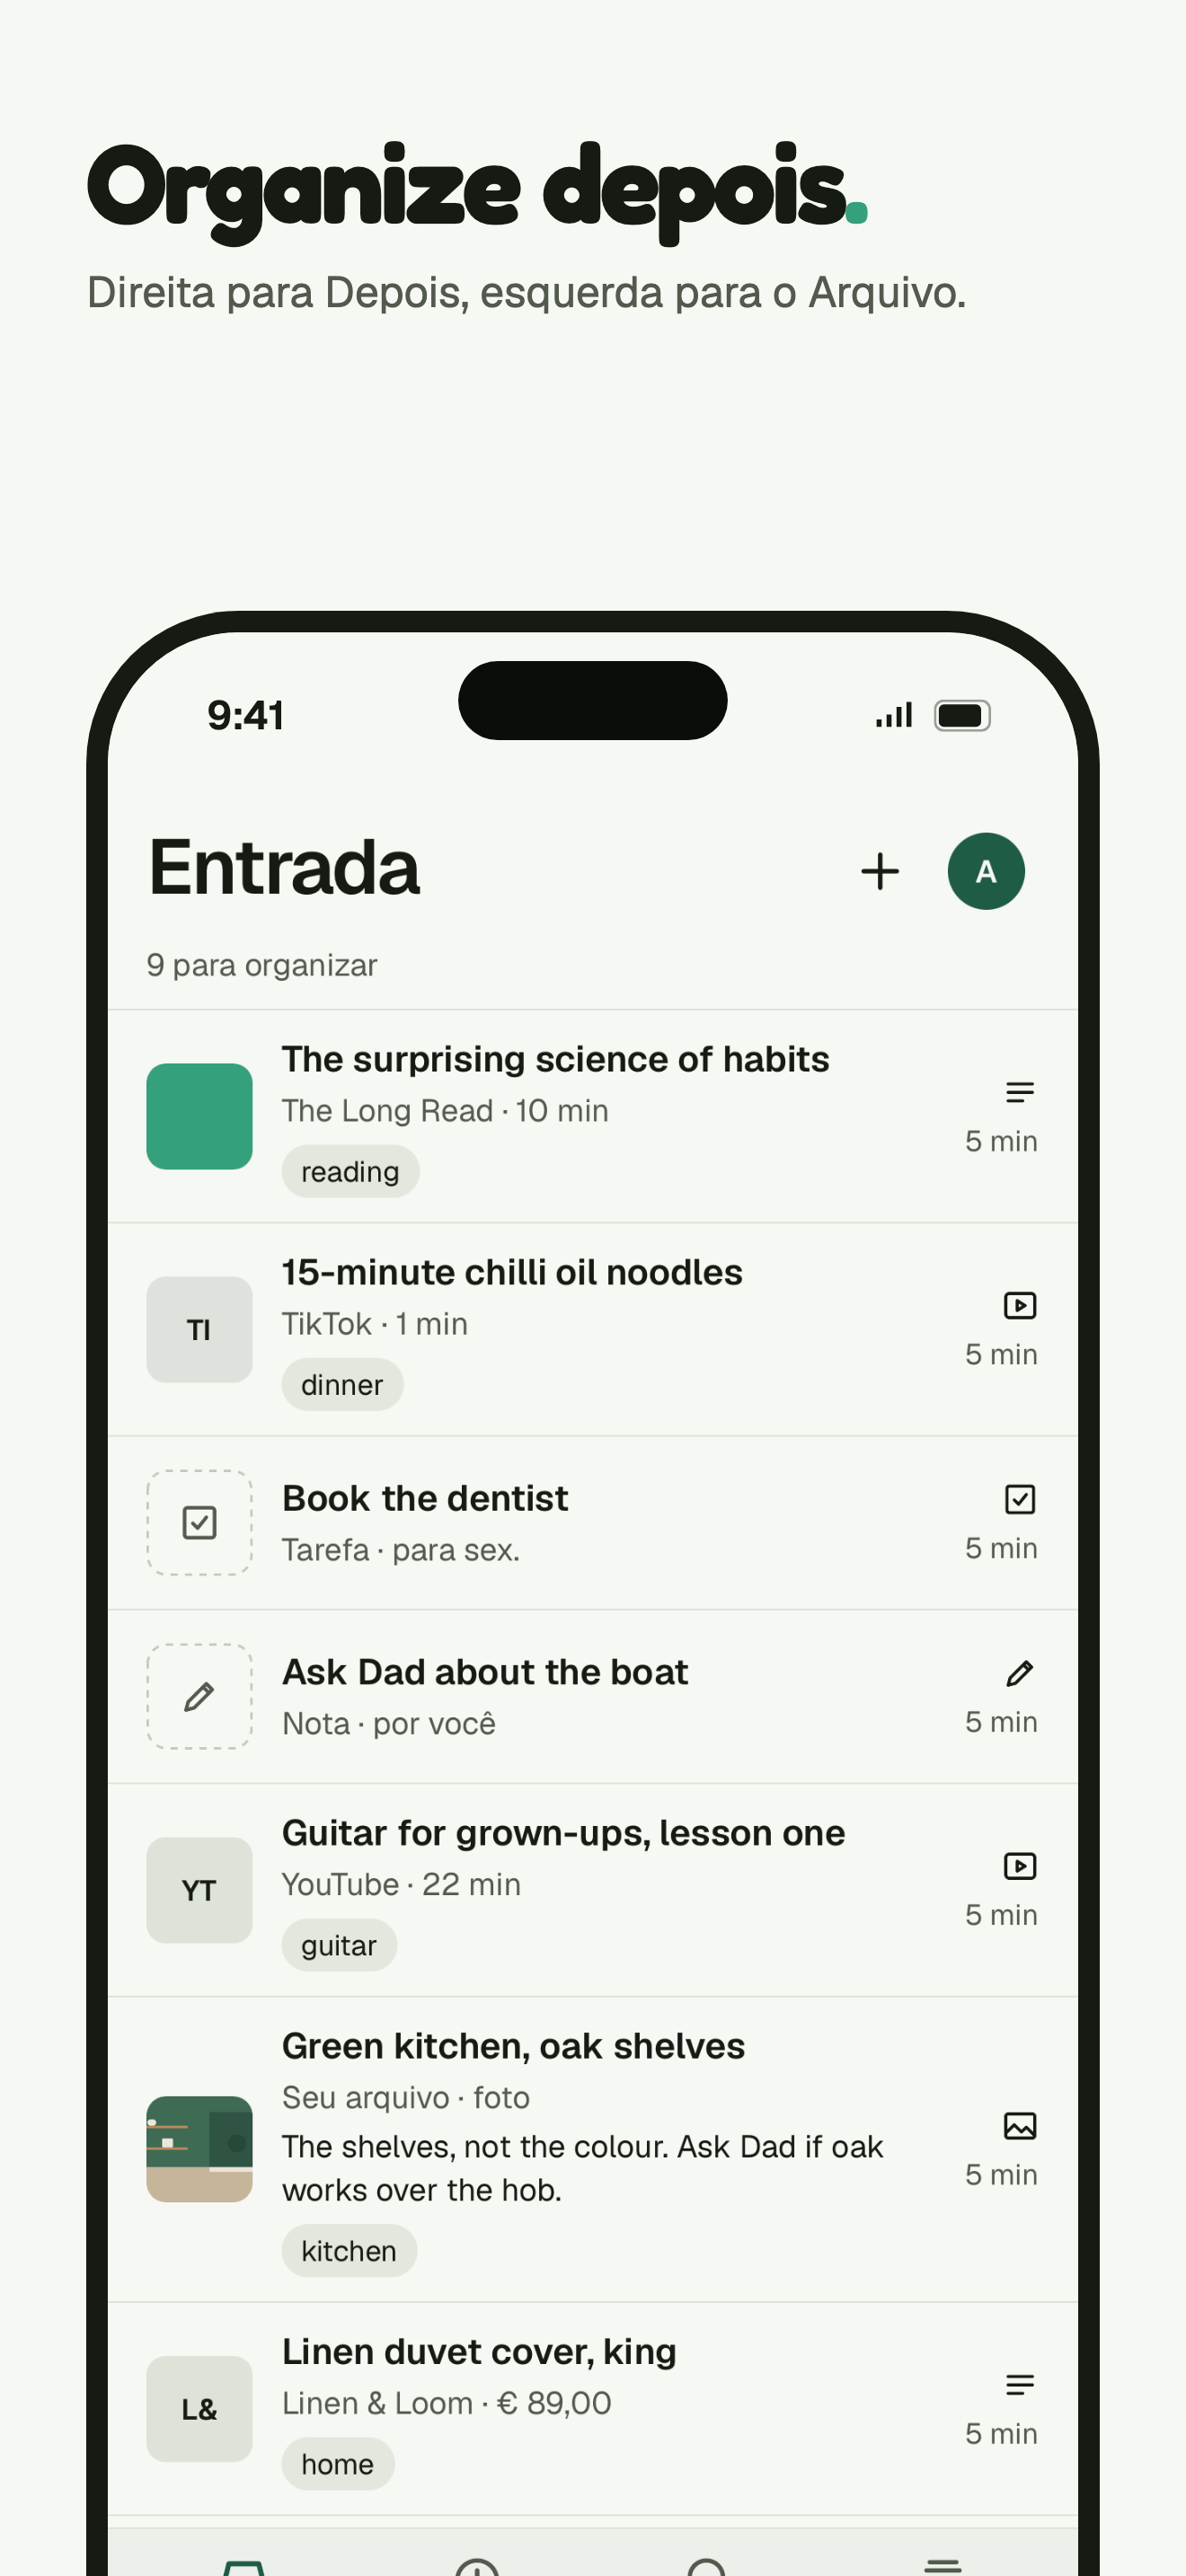 Organize depois.
Direita para Depois, esquerda para o Arquivo.
9:41
Entrada
A
9 para organizar
The surprising science of habits
The Long Read · 10 min
reading
5 min
15-minute chilli oil noodles
TI
TikTok · 1 min
dinner
5 min
Book the dentist
Tarefa · para sex.
5 min
Ask Dad about the boat
Nota · por você
5 min
Guitar for grown-ups, lesson one
YT
YouTube · 22 min
guitar
5 min
Green kitchen, oak shelves
Seu arquivo · foto
The shelves, not the colour. Ask Dad if oak
works over the hob.
kitchen
5 min
Linen duvet cover, king
L&
Linen & Loom · € 89,00
home
5 min